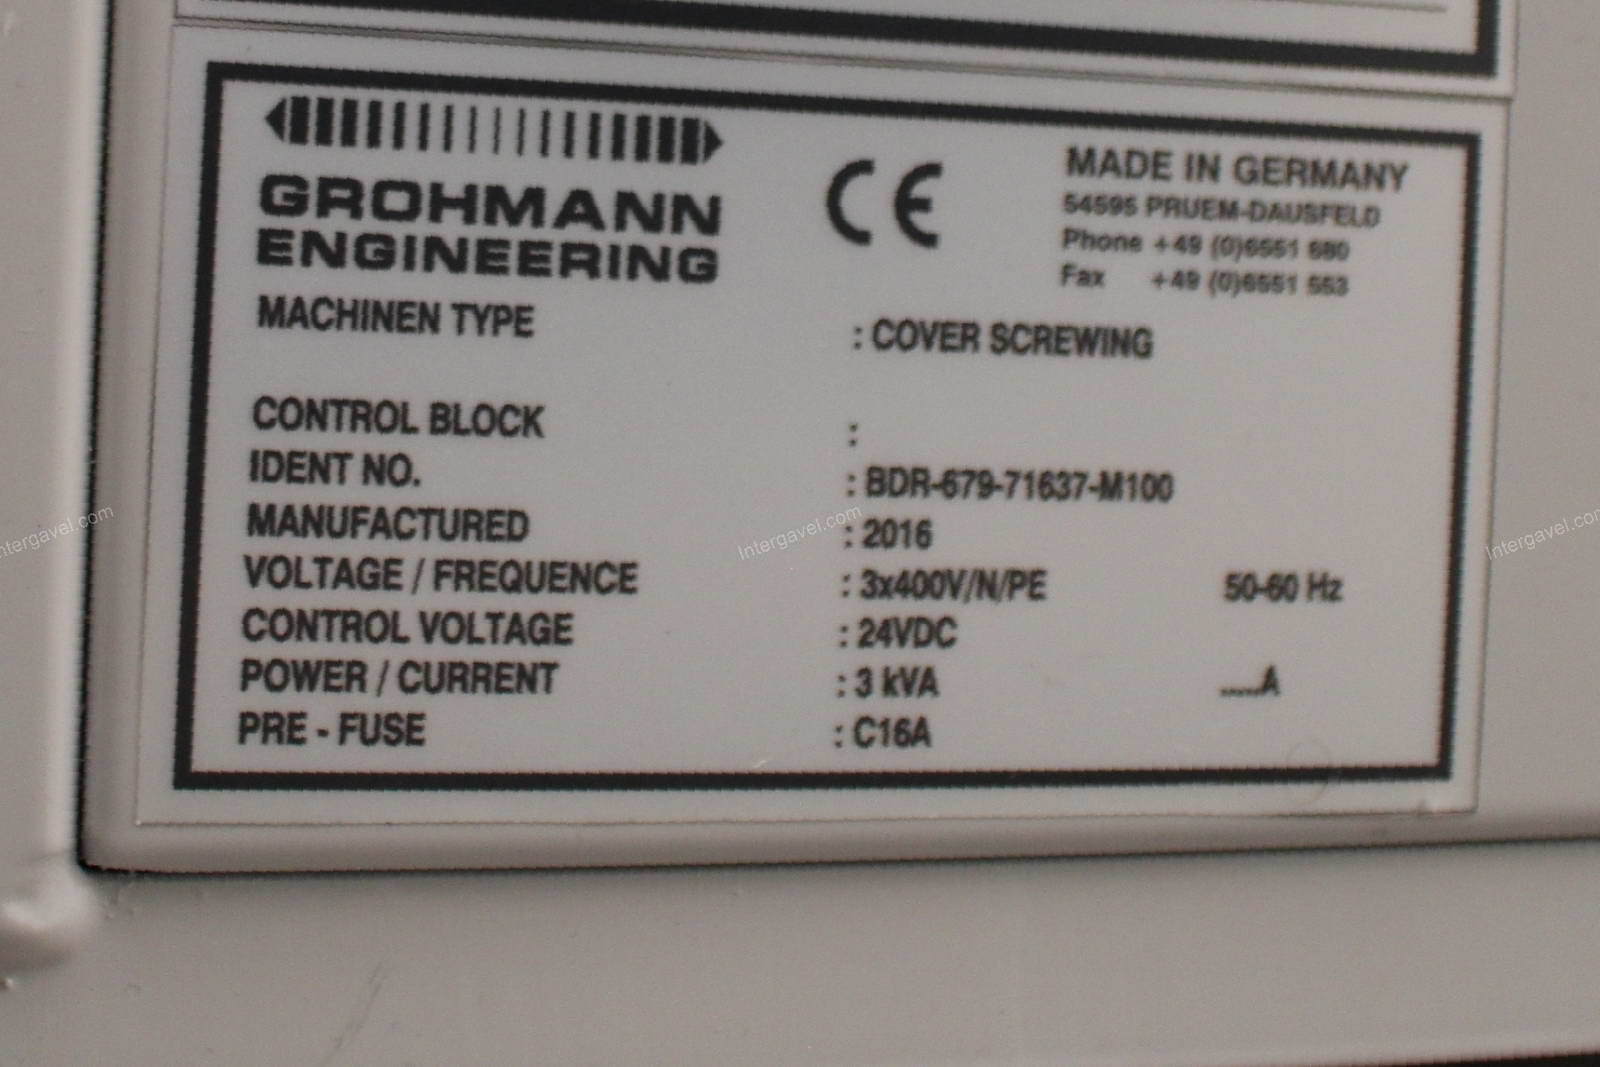 GROHMANN
ENGINEERING
CE
MADE IN GERMANY
54595 PRUEM-DAUSFELD
Phone +49 (0)6551 680
Fax +49 (0)6551 553
MACHINEN TYPE : COVER SCREWING
CONTROL BLOCK :
IDENT NO. : BDR-679-71637-M100
MANUFACTURED : 2016
VOLTAGE / FREQUENCE : 3x400V/N/PE 50-60 Hz
CONTROL VOLTAGE : 24VDC
POWER / CURRENT : 3 kVA .....A
PRE - FUSE : C16A
Intergavel.com
Intergavel.com
Intergavel.com